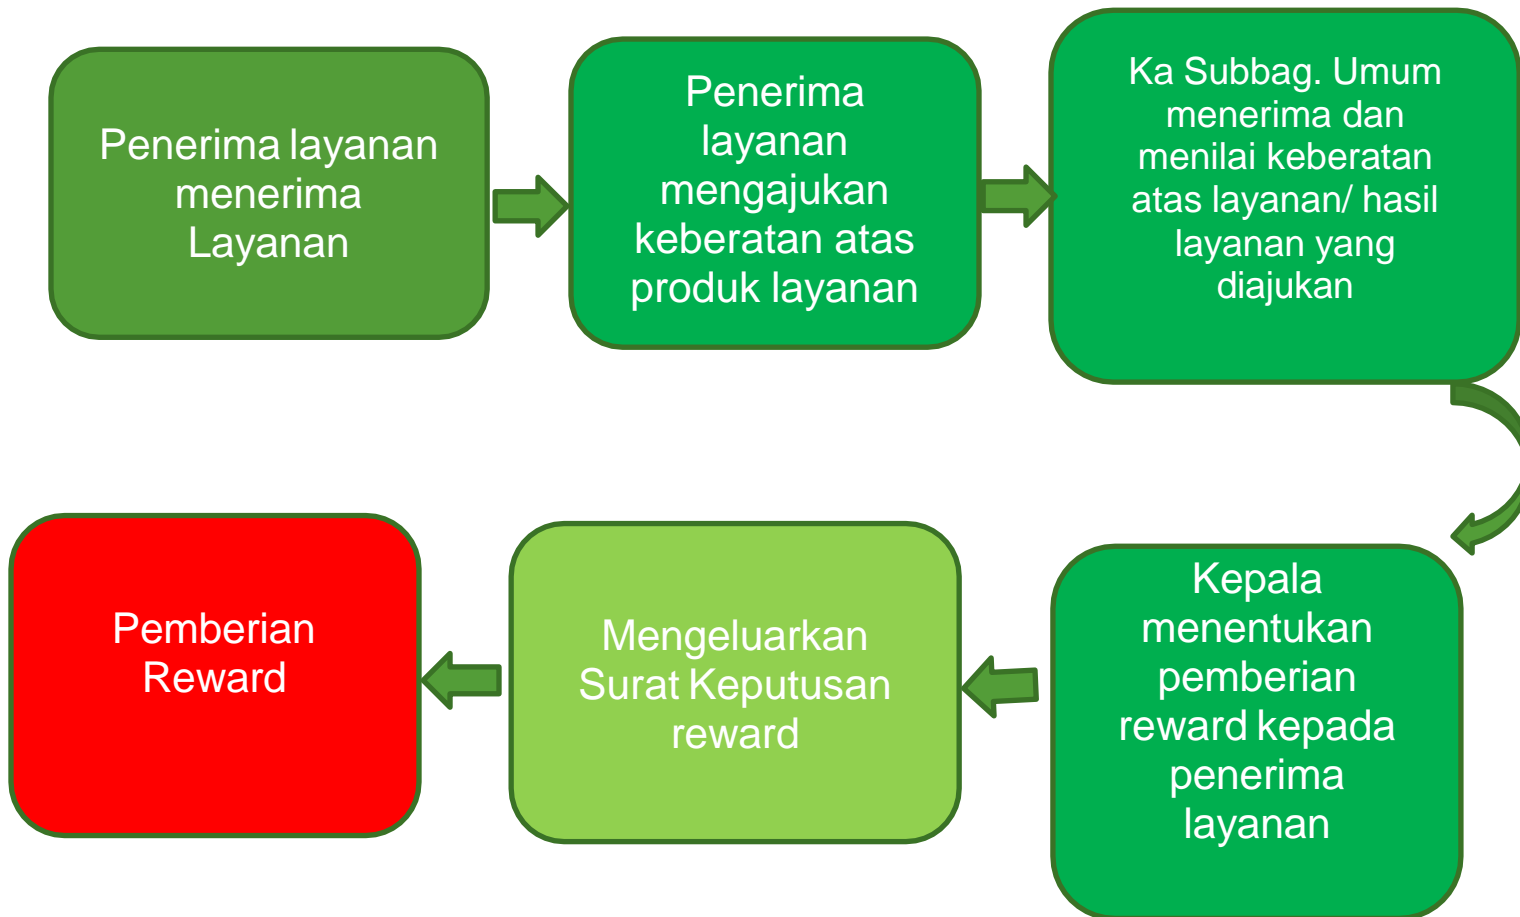 Penerima layanan
menerima
Layanan
Penerima
layanan
mengajukan
keberatan atas
produk layanan
Ka Subbag. Umum
menerima dan
menilai keberatan
atas layanan/ hasil
layanan yang
diajukan
Kepala
menentukan
pemberian
reward kepada
penerima
layanan
Mengeluarkan
Surat Keputusan
reward
Pemberian
Reward